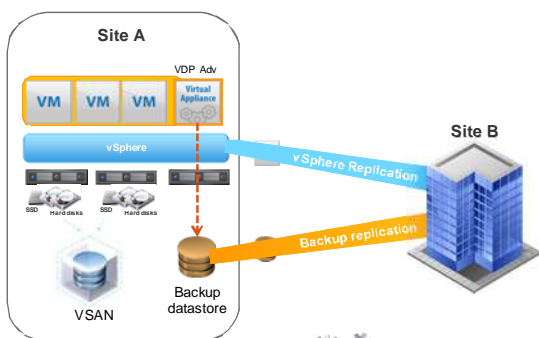 Site A
VDP Adv
VM
VM
VM
Virtual
Appliance
vSphere
vSphere Replication
Site B
SSD
Hard disks
SSD
Hard disks
Backup replication
VSAN
Backup
datastore